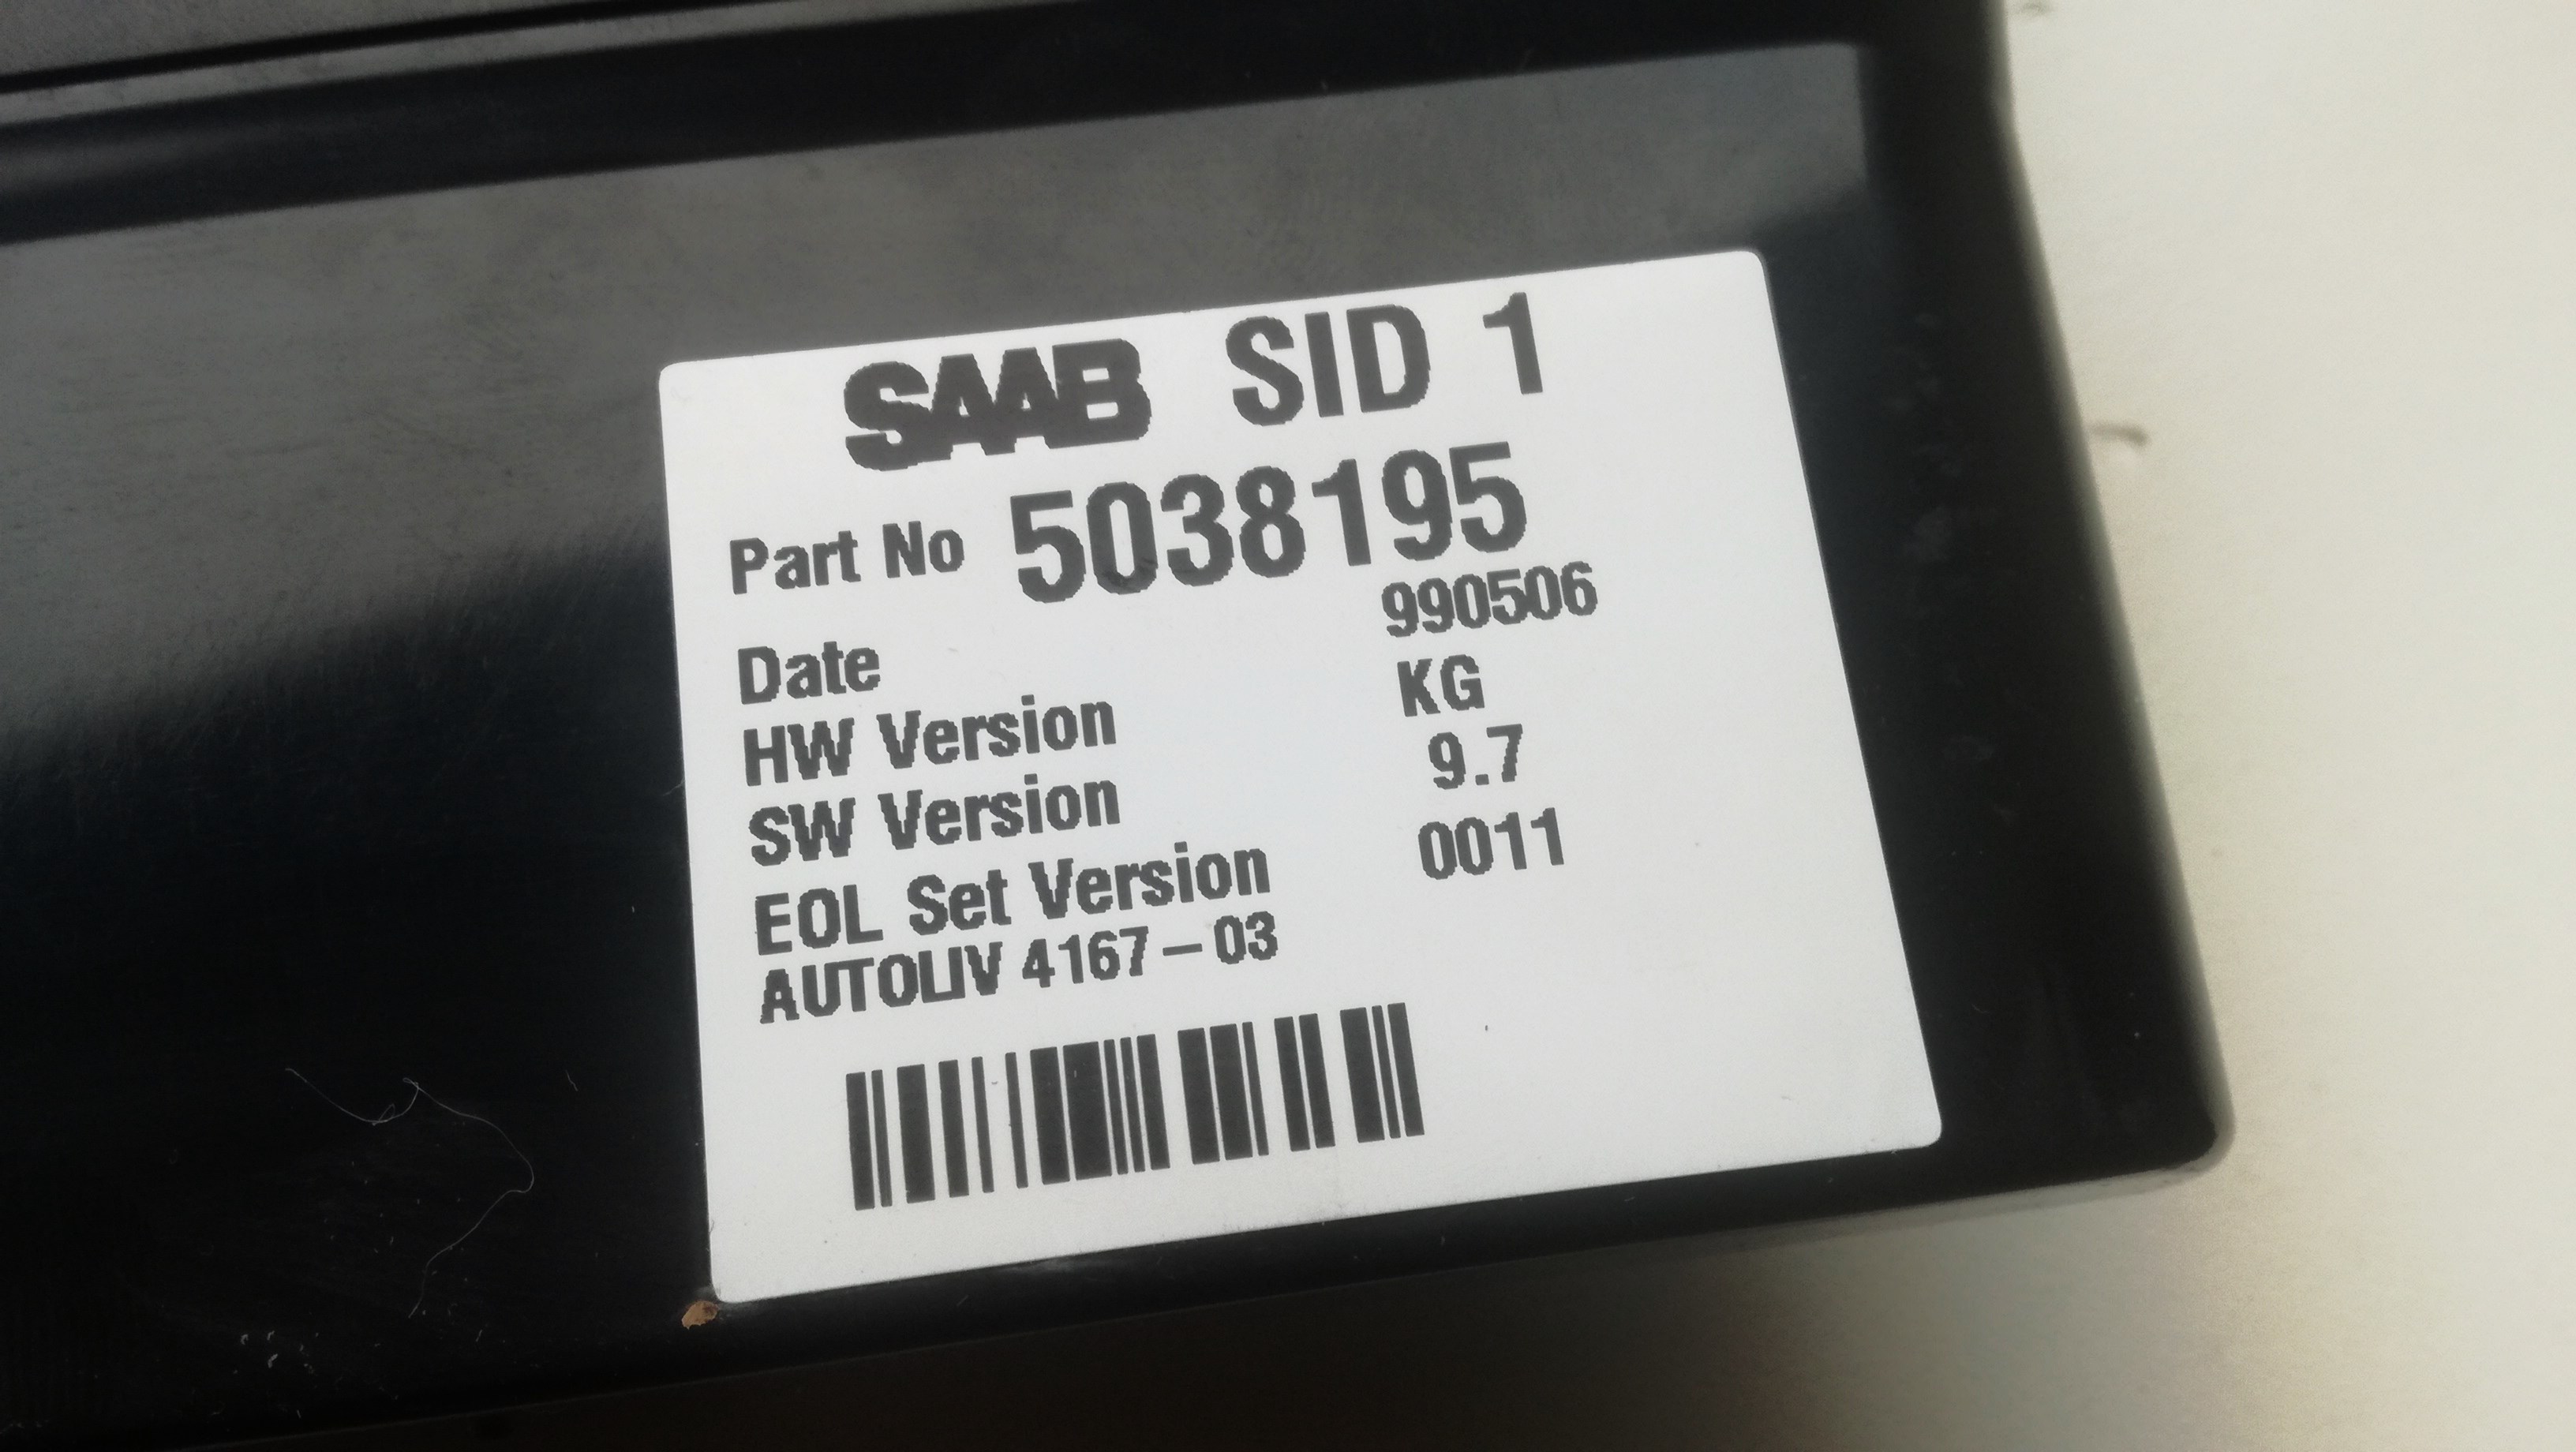 SAAB SID 1
Part No 5038195
Date 990506
HW Version KG
SW Version 9.7
EOL Set Version 0011
AUTOLIV 4167-03